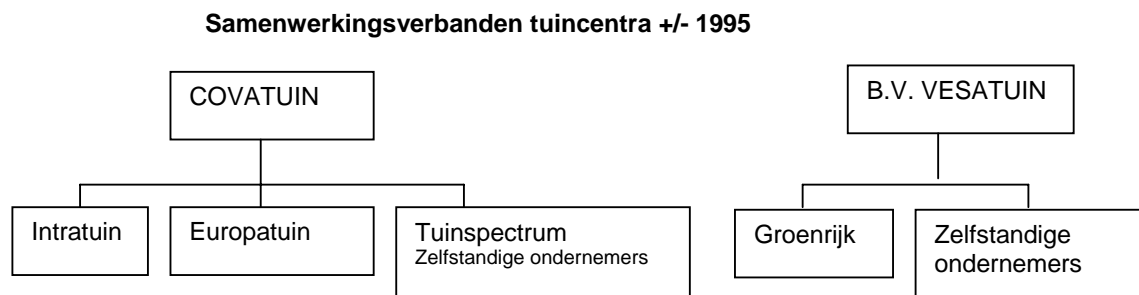 Samenwerkingsverbanden tuincentra +/- 1995
COVATUIN
B.V. VESATUIN
Intratuin
Europatuin
Tuinspectrum
Zelfstandige ondernemers
Groenrijk
Zelfstandige
ondernemers